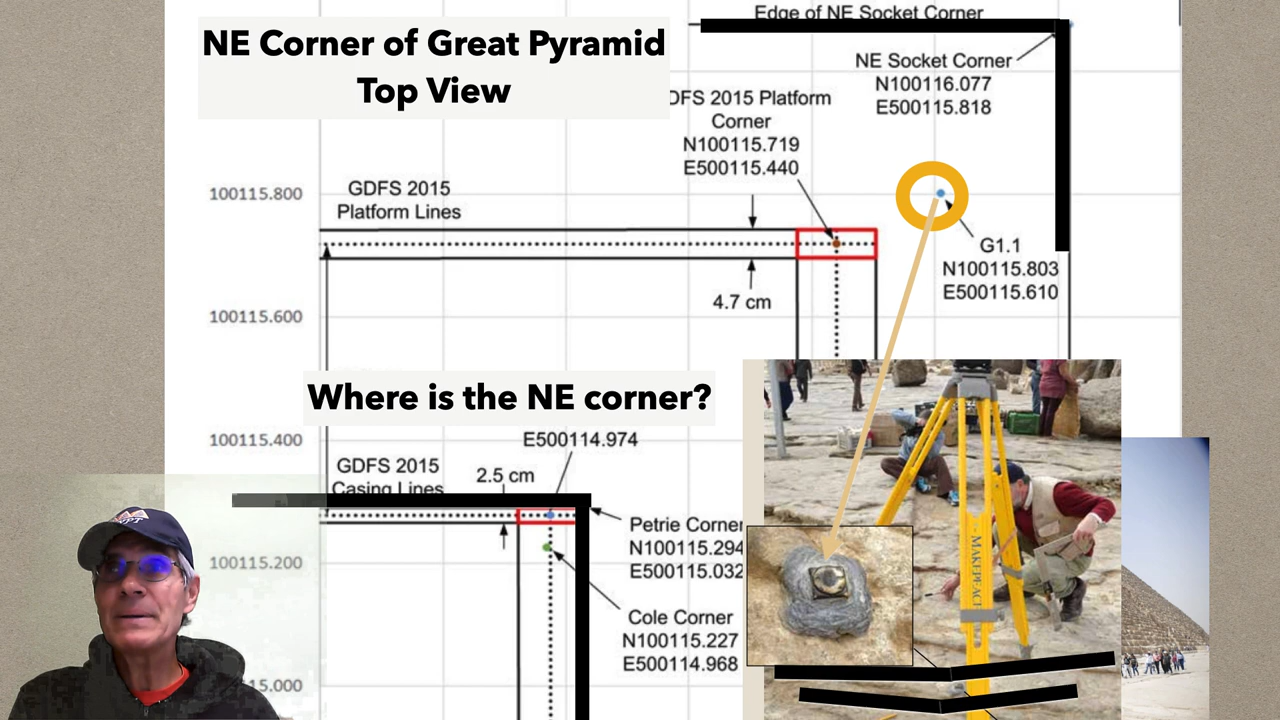 Edge of NE Socket Corner
NE Corner of Great Pyramid
Top View
NE Socket Corner
N100116.077
E500115.818
DFS 2015 Platform
Corner
N100115.719
E500115.440
100115.800
GDFS 2015
Platform Lines
G1.1
N100115.803
E500115.610
4.7 cm
100115.600
Where is the NE corner?
100115.400
E500114.974
GDFS 2015
Casing Lines
2.5 cm
Petrie Corner
N100115.294
E500115.032
100115.200
Cole Corner
N100115.227
E500114.968
5.000
MAKEPEACE